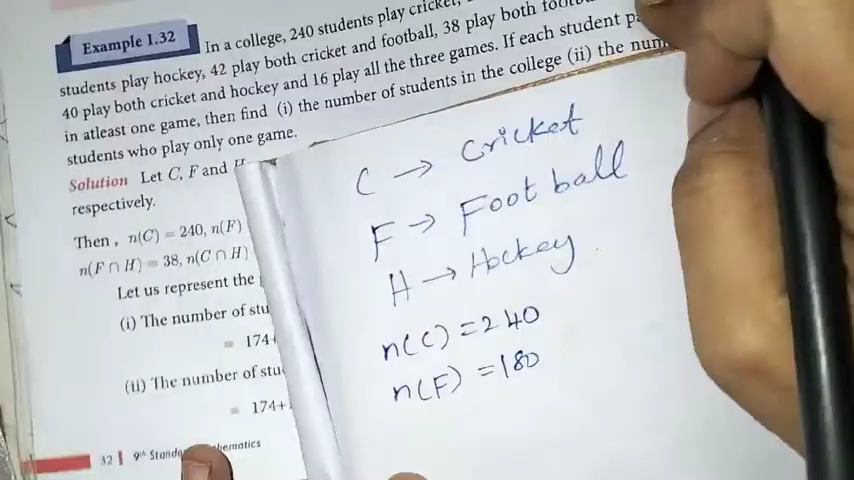 Example 1.32 In a college, 240 students play cricket,
students play hockey, 42 play both cricket and football, 38 play both
40 play both cricket and hockey and 16 play all the three games. If each student
in atleast one game, then find (i) the number of students in the college (ii) the
students who play only one game.
Solution Let C, F and H
respectively.
Then , n(C) = 240, n(F)
n(F ∩ H) = 38, n(C ∩ H)
Let us represent the
(i) The number of
= 174+
(ii) The number of
= 174+
32 9th
C → Cricket
F → Foot ball
H → Hockey
n(C) = 240
n(F) = 180